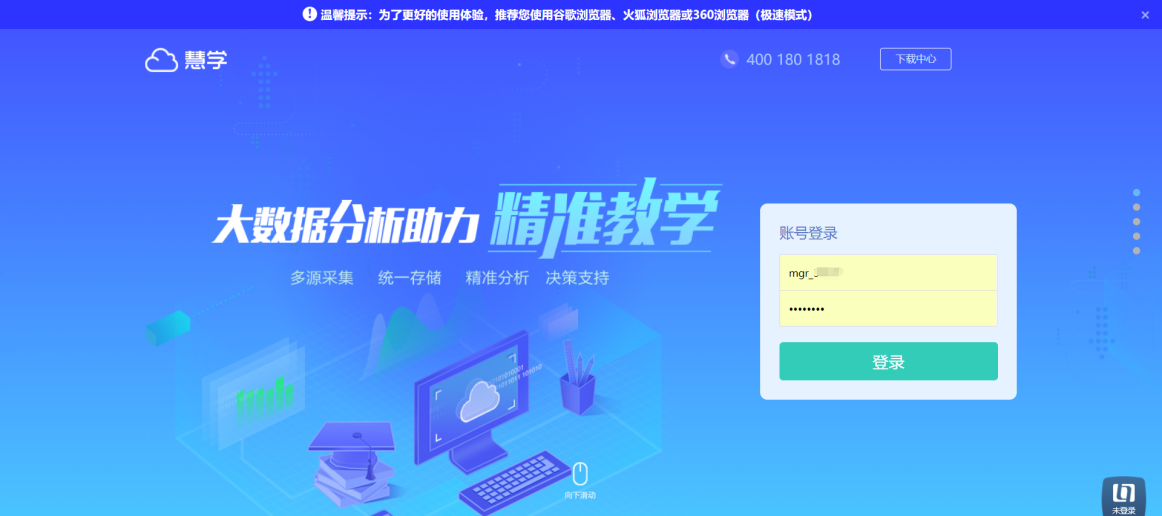 温馨提示：为了更好的使用体验，推荐您使用谷歌浏览器、火狐浏览器或360浏览器（极速模式）
慧学
400 180 1818
下载中心
大数据分析助力 精准教学
多源采集 统一存储 精准分析 决策支持
账号登录
mgr_
••••••••
登录
向下滑动
未登录